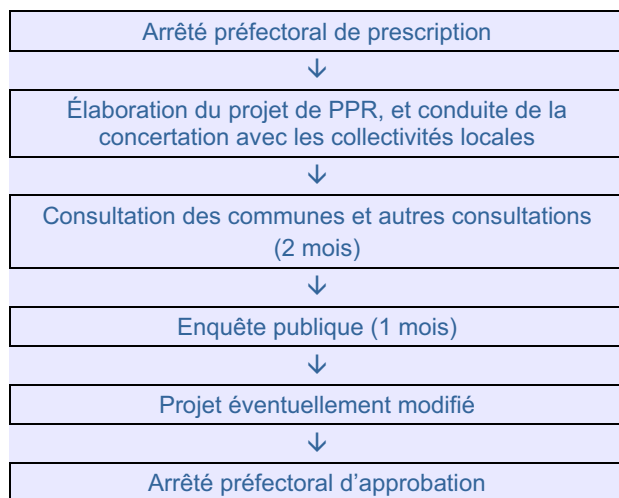 Arrêté préfectoral de prescription
↓
Élaboration du projet de PPR, et conduite de la
concertation avec les collectivités locales
↓
Consultation des communes et autres consultations
(2 mois)
↓
Enquête publique (1 mois)
↓
Projet éventuellement modifié
↓
Arrêté préfectoral d’approbation